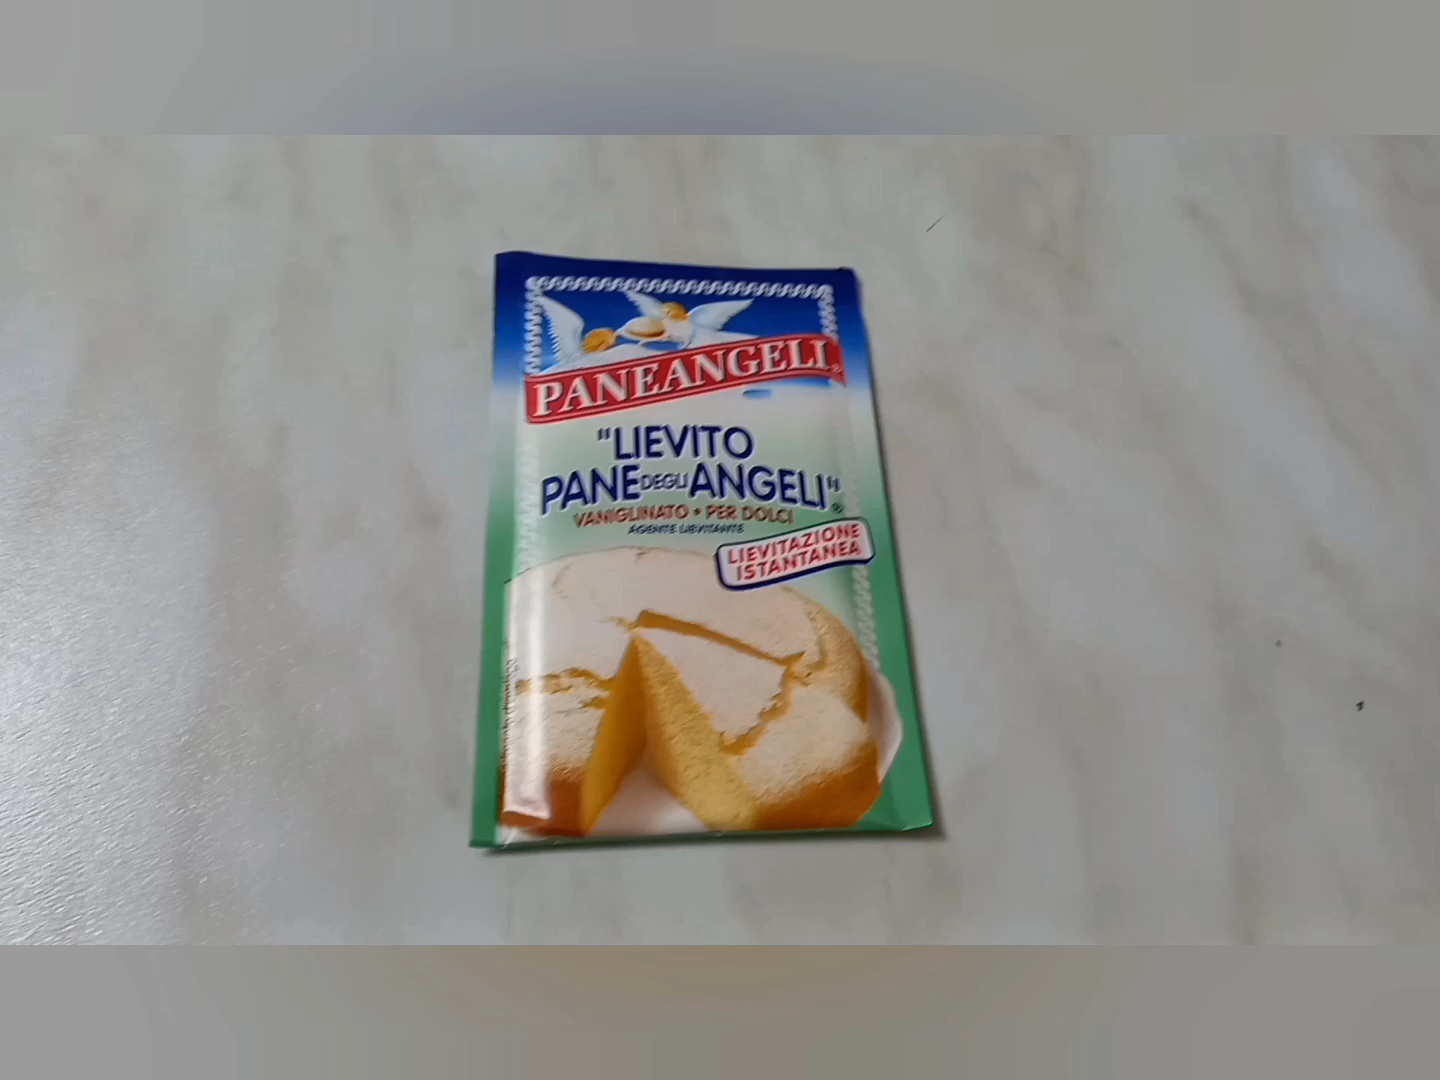 PANEANGELI
"LIEVITO
PANE DEGLI ANGELI"
VANIGLINATO • PER DOLCI
AGENTE LIEVITANTE
LIEVITAZIONE
ISTANTANEA